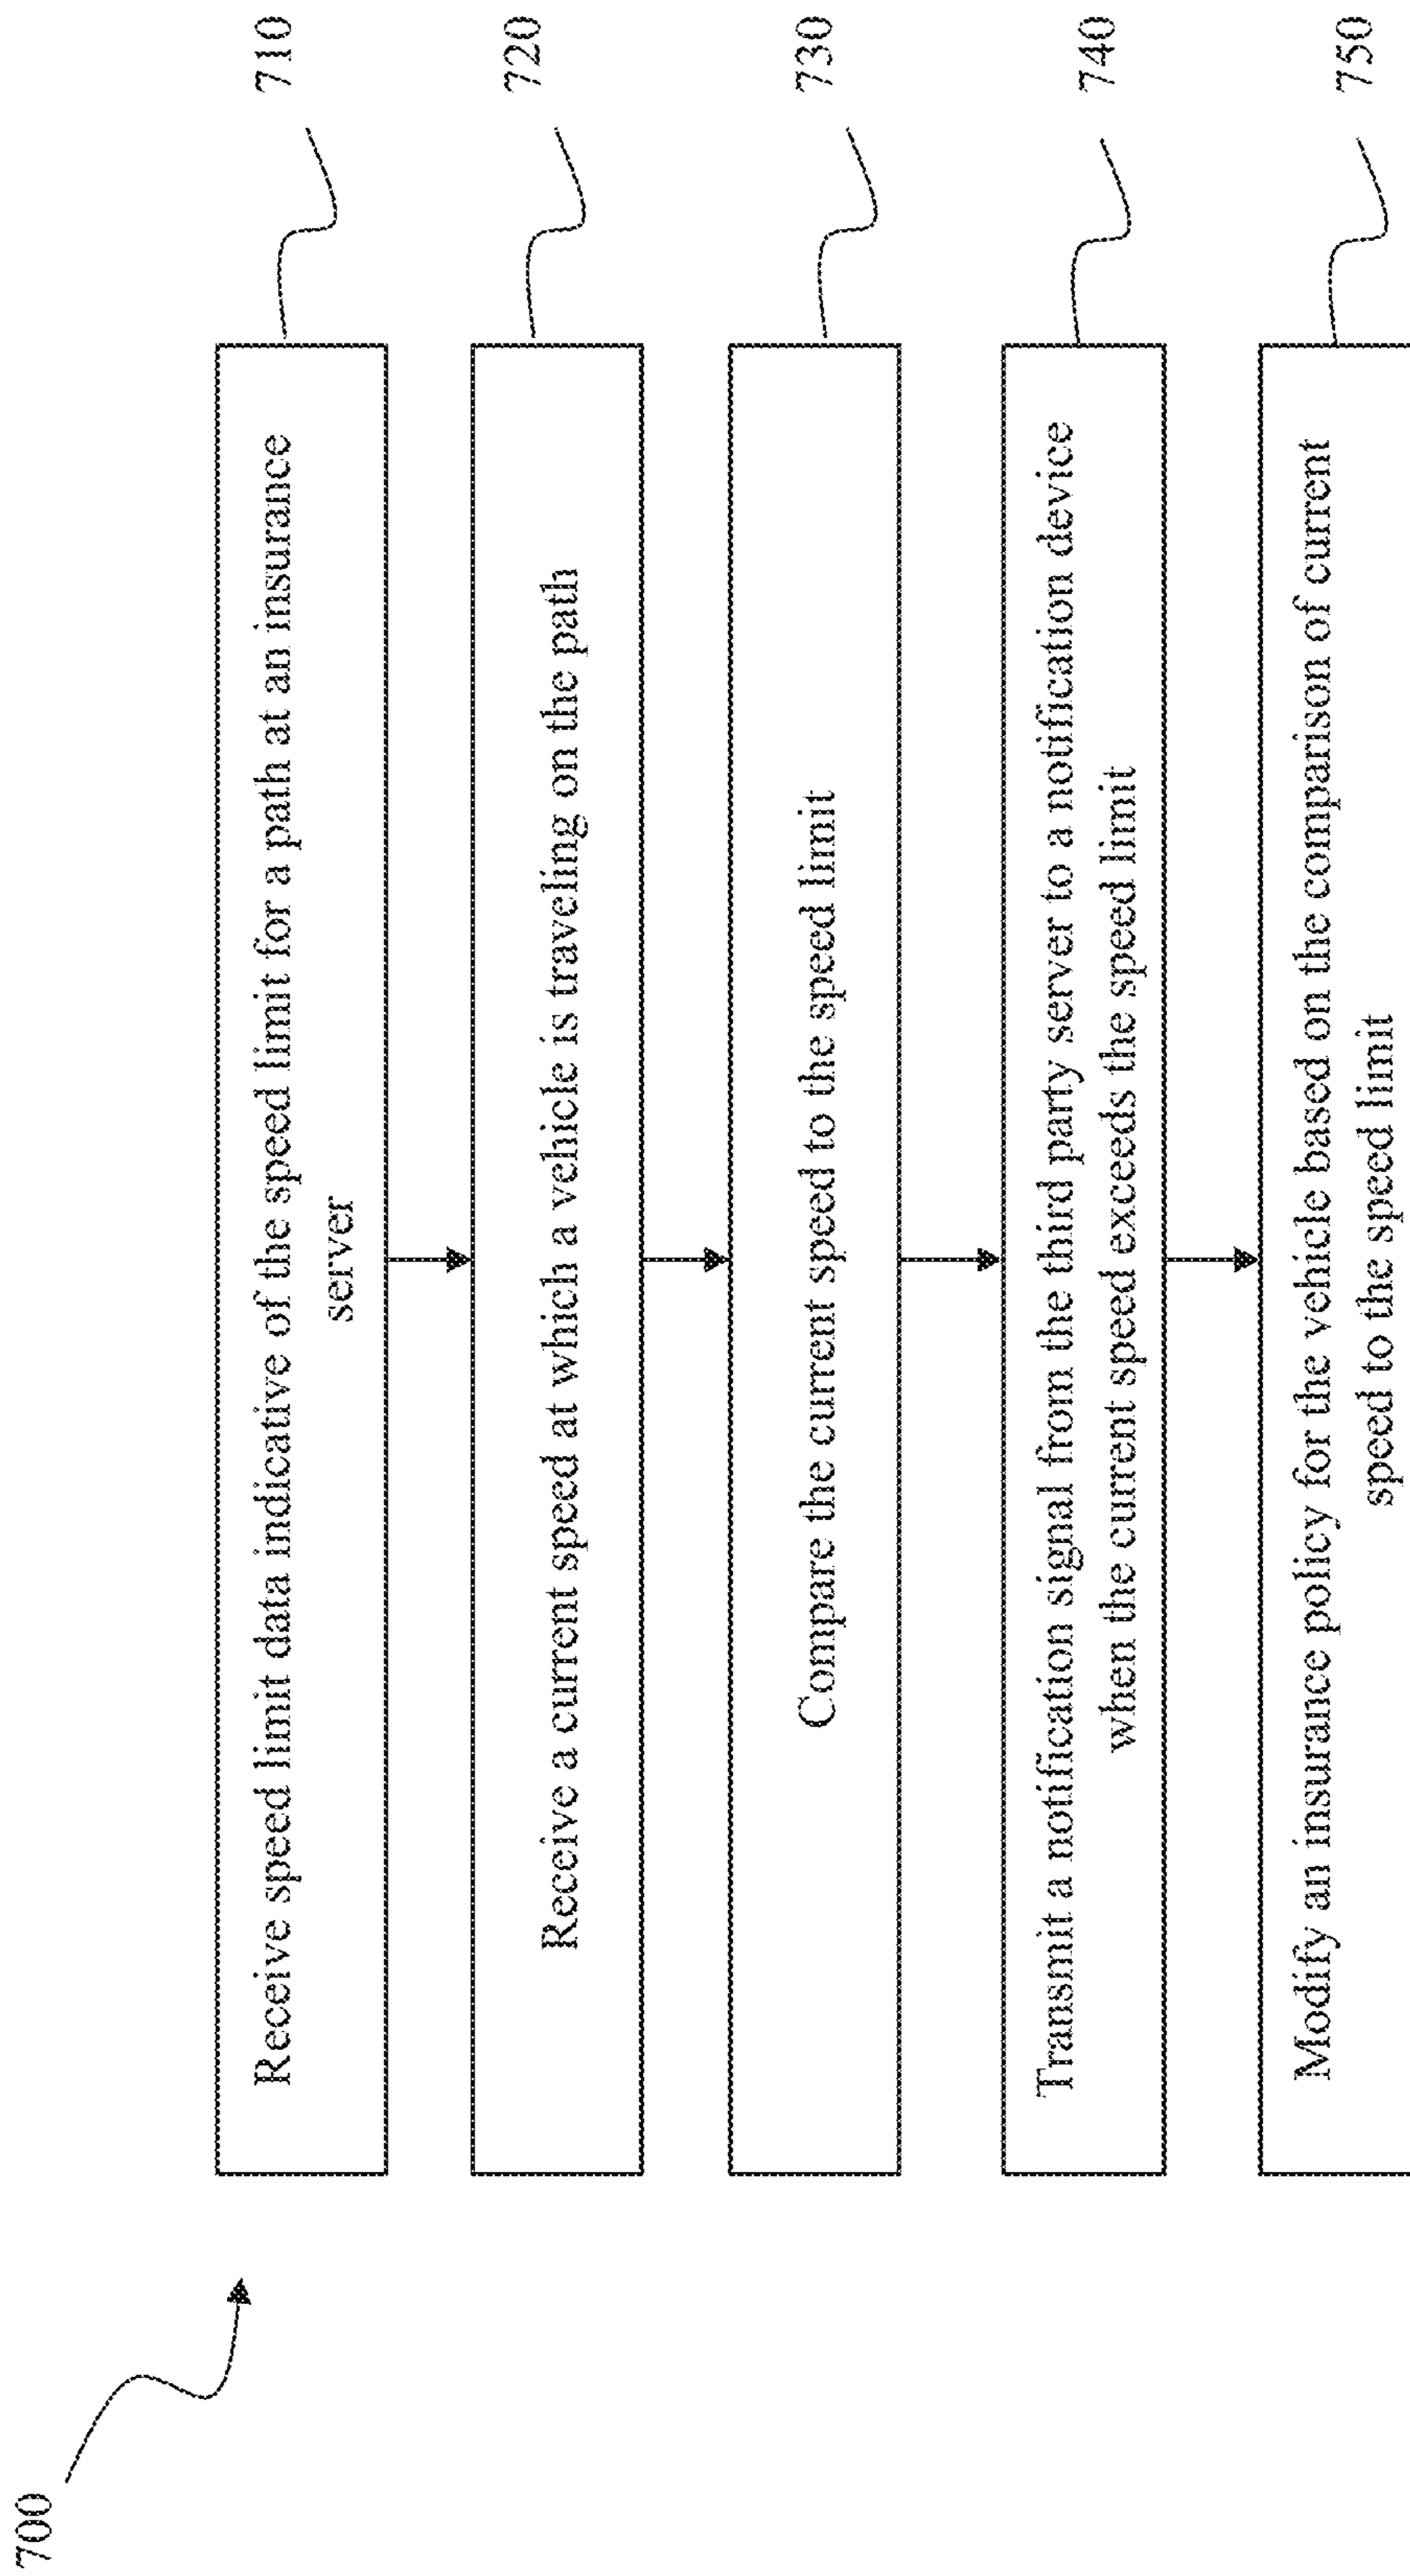 700
Receive speed limit data indicative of the speed limit for a path at an insurance
server
710
Receive a current speed at which a vehicle is traveling on the path
720
Compare the current speed to the speed limit
730
Transmit a notification signal from the third party server to a notification device
when the current speed exceeds the speed limit
740
Modify an insurance policy for the vehicle based on the comparison of current
speed to the speed limit
750